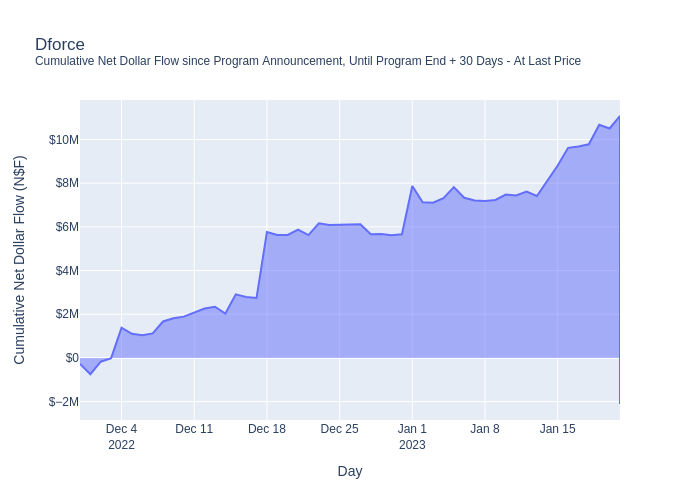 Dforce
Cumulative Net Dollar Flow since Program Announcement, Until Program End + 30 Days - At Last Price
Cumulative Net Dollar Flow (N$F)
$10M
$8M
$6M
$4M
$2M
$0
$−2M
Dec 4 Dec 11 Dec 18 Dec 25 Jan 1 Jan 8 Jan 15
2022 2023
Day